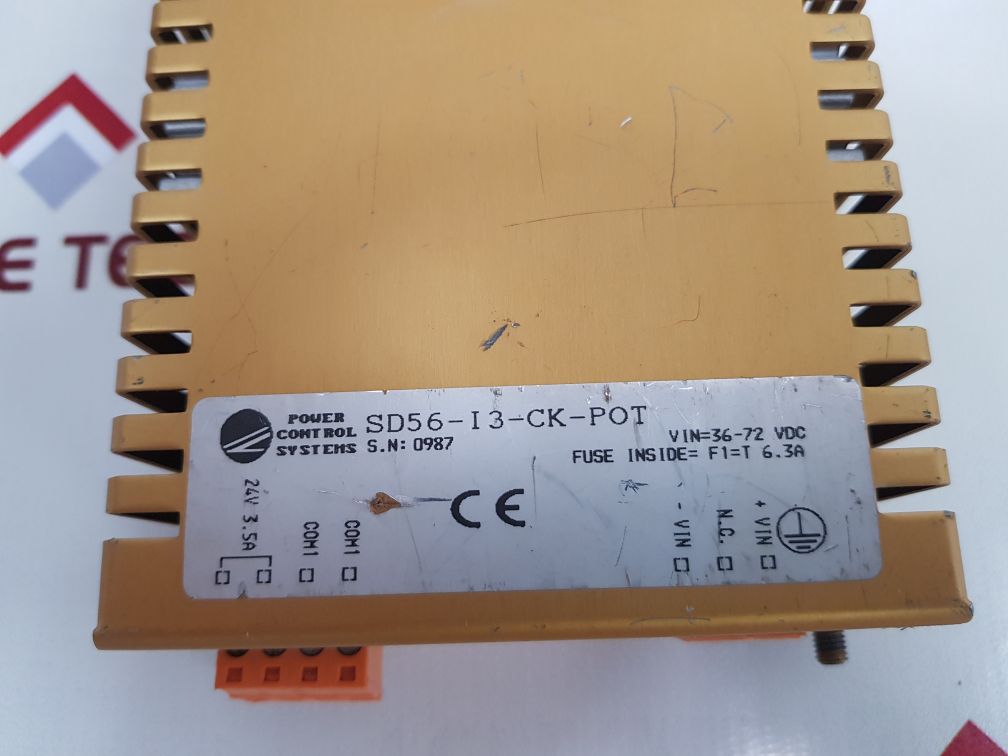 E TE
POWER
CONTROL
SYSTEMS
SD56-I3-CK-POT
S.N: 0987
VIN=36-72 VDC
FUSE INSIDE= F1=T 6.3A
24V 3.5A
COM1
COM1
CE
- VIN
N.C.
+ VIN